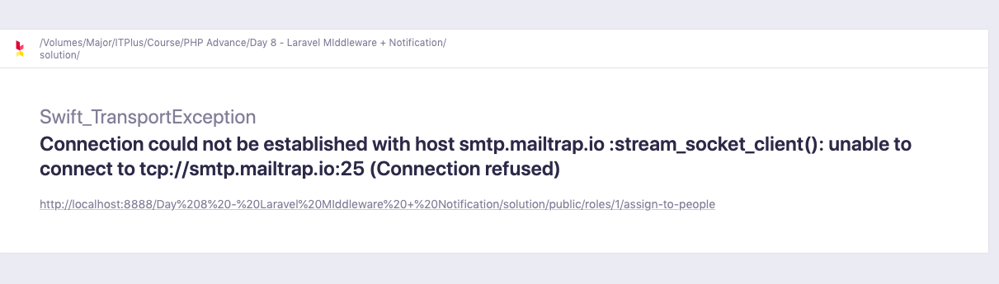 /Volumes/Major/ITPlus/Course/PHP Advance/Day 8 - Laravel MIddleware + Notification/
solution/
Swift_TransportException
Connection could not be established with host smtp.mailtrap.io :stream_socket_client(): unable to
connect to tcp://smtp.mailtrap.io:25 (Connection refused)
http://localhost:8888/Day%208%20-%20Laravel%20MIddleware%20+%20Notification/solution/public/roles/1/assign-to-people